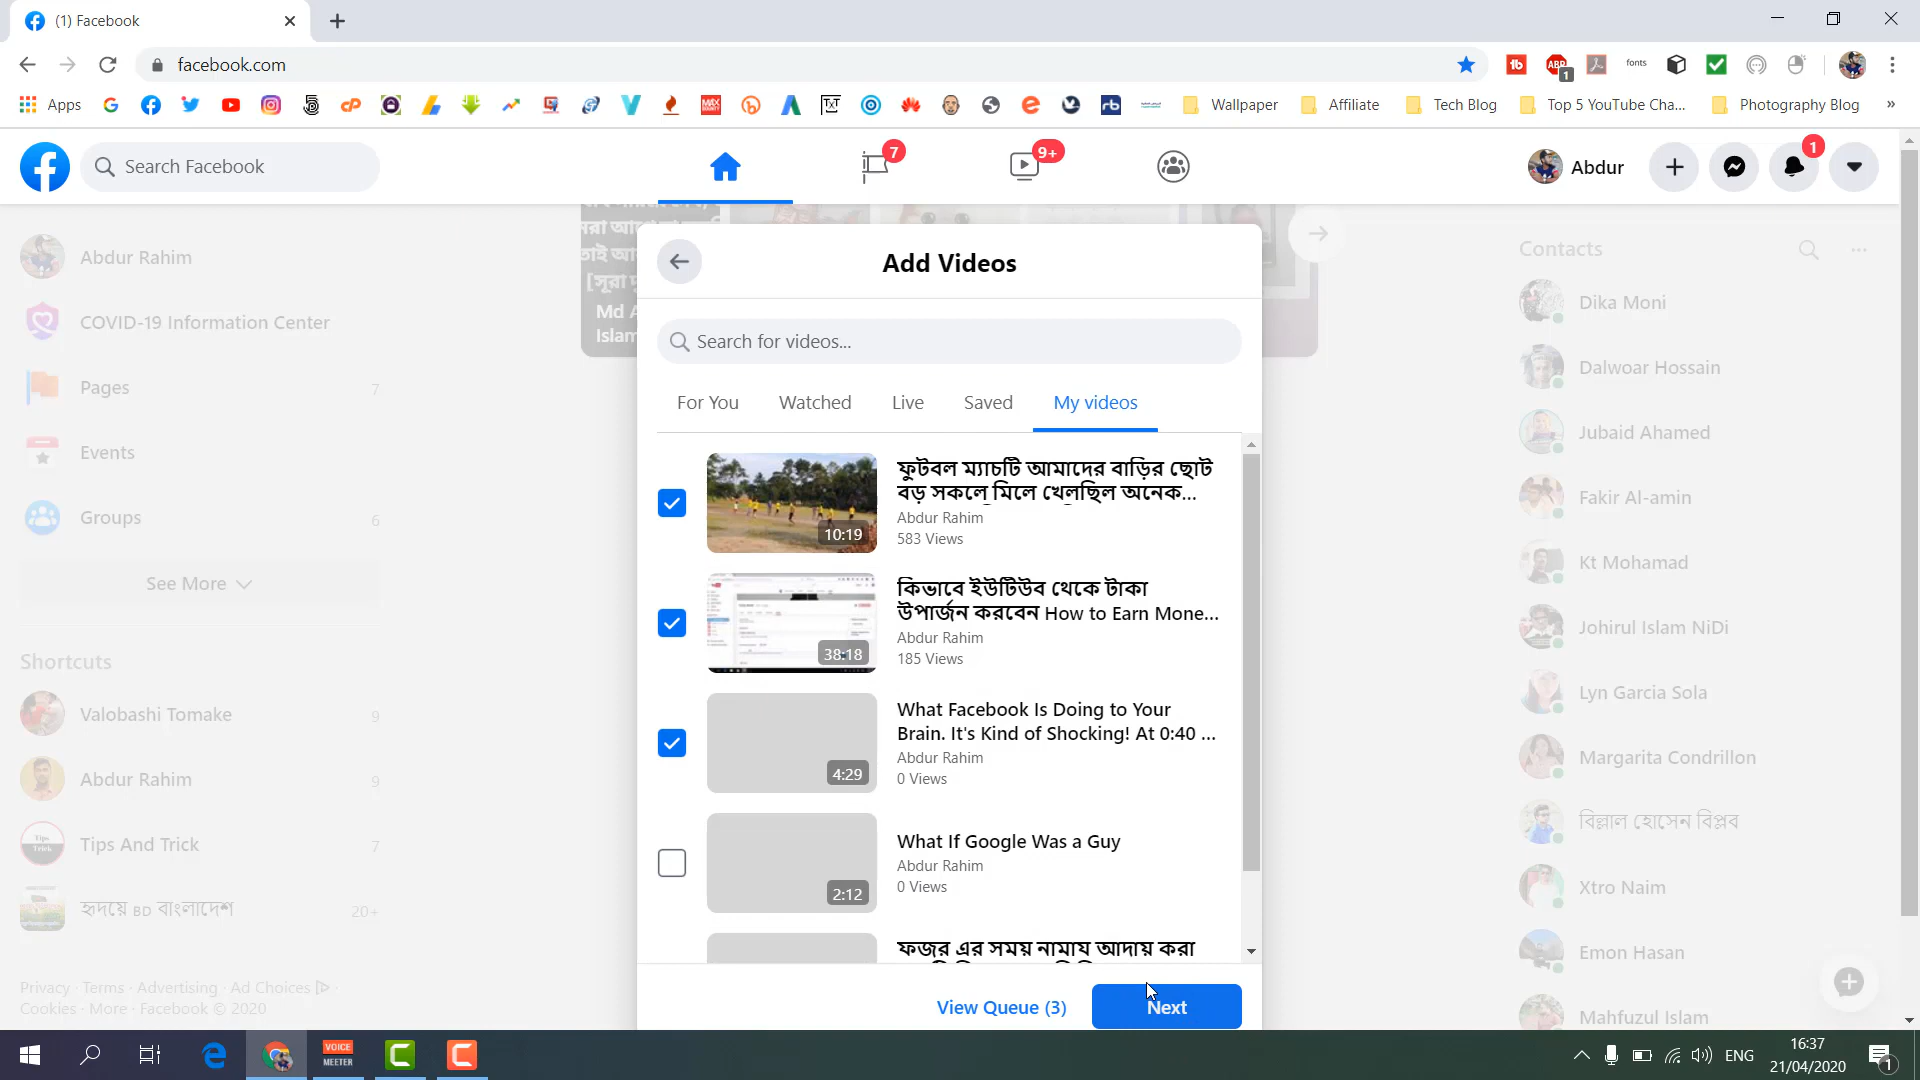 (1) Facebook
facebook.com
fonts
1
Apps
Wallpaper
Affiliate
Tech Blog
Top 5 YouTube Cha...
Photography Blog
»
Search Facebook
7
9+
Abdur
1
Abdur Rahim
COVID-19 Information Center
Pages
7
Events
Groups
6
See More
Shortcuts
Valobashi Tomake
9
Abdur Rahim
9
Tips And Trick
7
হৃদয়ে BD বাংলাদেশ
20+
Privacy · Terms · Advertising · Ad Choices ·
Cookies · More · Facebook © 2020
Add Videos
Search for videos...
For You
Watched
Live
Saved
My videos
10:19
ফুটবল ম্যাচটি আমাদের বাড়ির ছোট
বড় সকলে মিলে খেলছিল অনেক...
Abdur Rahim
583 Views
38:18
কিভাবে ইউটিউব থেকে টাকা
উপার্জন করবেন How to Earn Mone...
Abdur Rahim
185 Views
4:29
What Facebook Is Doing to Your
Brain. It's Kind of Shocking! At 0:40 ...
Abdur Rahim
0 Views
2:12
What If Google Was a Guy
Abdur Rahim
0 Views
ফজর এর সময় নামায আদায় করা
View Queue (3)
Next
Contacts
Dika Moni
Dalwoar Hossain
Jubaid Ahamed
Fakir Al-amin
Kt Mohamad
Johirul Islam NiDi
Lyn Garcia Sola
Margarita Condrillon
বিল্লাল হোসেন বিপ্লব
Xtro Naim
Emon Hasan
Mahfuzul Islam
VOICE
MEETER
ENG
16:37
21/04/2020
1